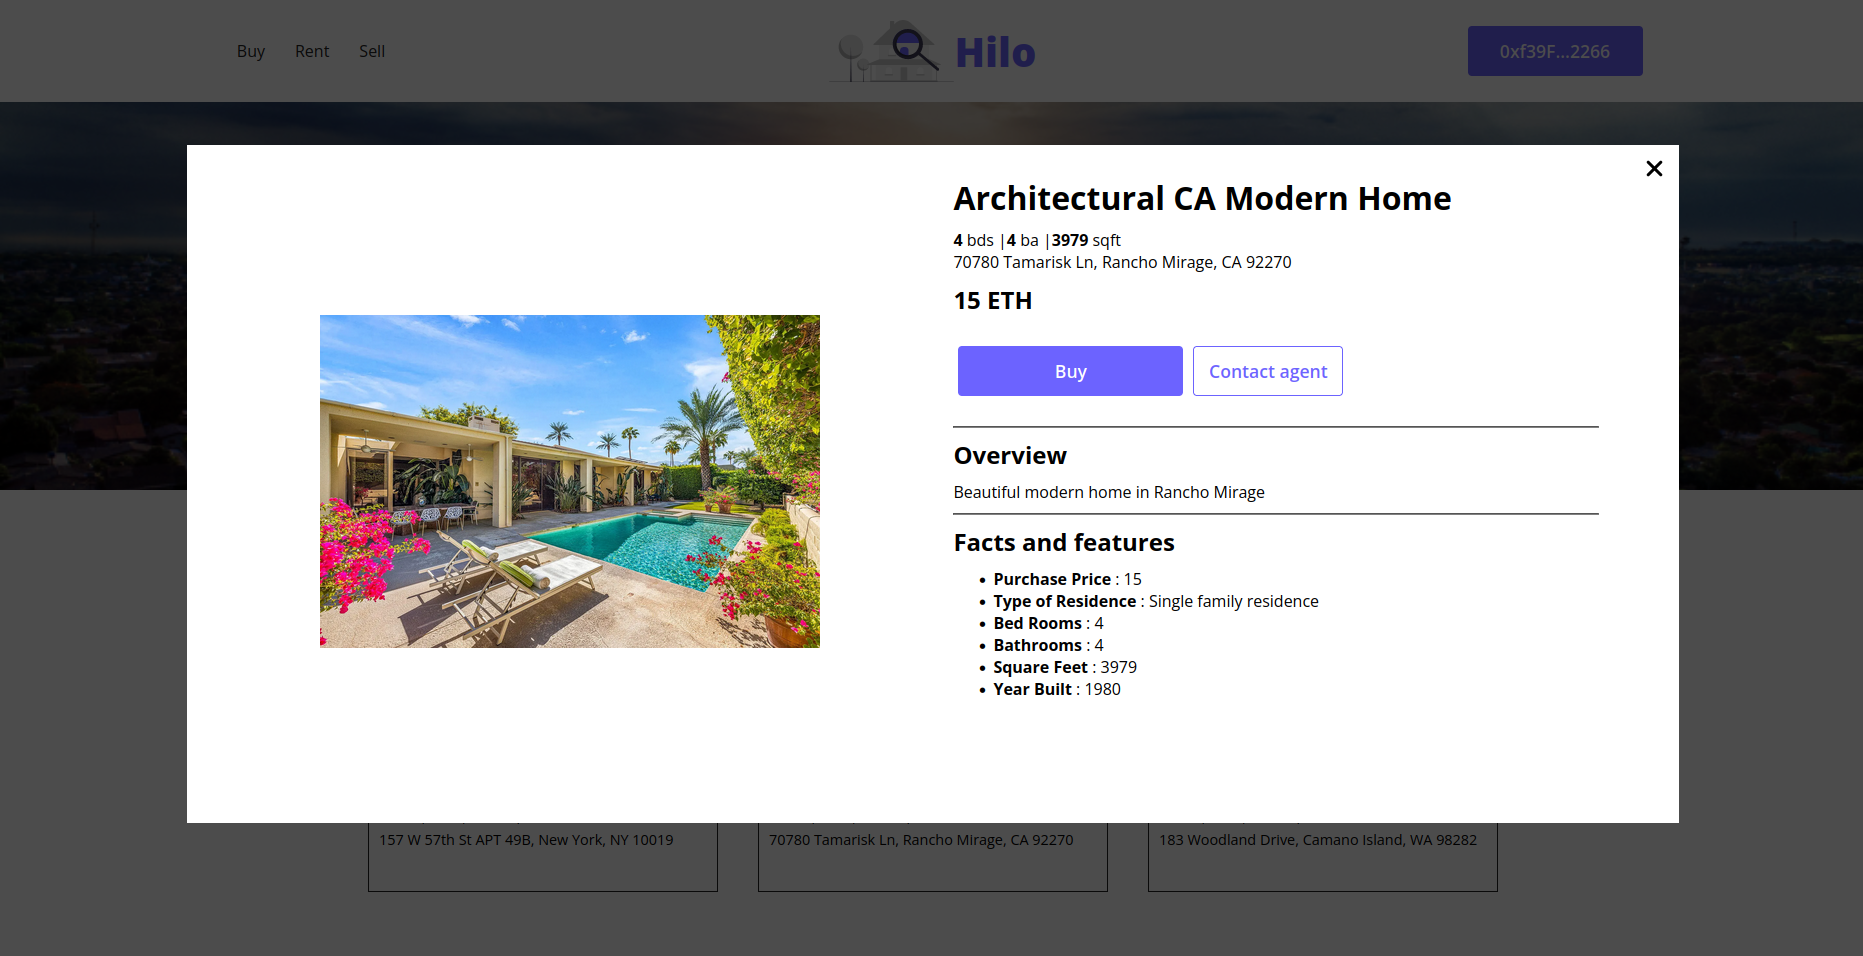 Buy Rent Sell
Hilo
0xf39F...2266
Architectural CA Modern Home
4 bds |4 ba |3979 sqft
70780 Tamarisk Ln, Rancho Mirage, CA 92270
15 ETH
Buy
Contact agent
Overview
Beautiful modern home in Rancho Mirage
Facts and features
• Purchase Price : 15
• Type of Residence : Single family residence
• Bed Rooms : 4
• Bathrooms : 4
• Square Feet : 3979
• Year Built : 1980
157 W 57th St APT 49B, New York, NY 10019
70780 Tamarisk Ln, Rancho Mirage, CA 92270
183 Woodland Drive, Camano Island, WA 98282